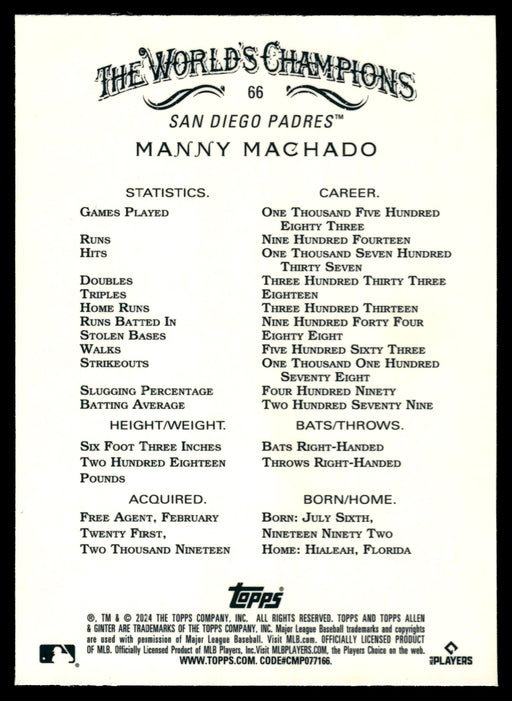 THE WORLD'S CHAMPIONS
66
SAN DIEGO PADRES™
MANNY MACHADO
STATISTICS. CAREER.
GAMES PLAYED ONE THOUSAND FIVE HUNDRED
EIGHTY THREE
RUNS NINE HUNDRED FOURTEEN
HITS ONE THOUSAND SEVEN HUNDRED
THIRTY SEVEN
DOUBLES THREE HUNDRED THIRTY THREE
TRIPLES EIGHTEEN
HOME RUNS THREE HUNDRED THIRTEEN
RUNS BATTED IN NINE HUNDRED FORTY FOUR
STOLEN BASES EIGHTY EIGHT
WALKS FIVE HUNDRED SIXTY THREE
STRIKEOUTS ONE THOUSAND ONE HUNDRED
SEVENTY EIGHT
SLUGGING PERCENTAGE FOUR HUNDRED NINETY
BATTING AVERAGE TWO HUNDRED SEVENTY NINE
HEIGHT/WEIGHT. BATS/THROWS.
SIX FOOT THREE INCHES BATS RIGHT-HANDED
TWO HUNDRED EIGHTEEN THROWS RIGHT-HANDED
POUNDS
ACQUIRED. BORN/HOME.
FREE AGENT, FEBRUARY BORN: JULY SIXTH,
TWENTY FIRST, NINETEEN NINETY TWO
TWO THOUSAND NINETEEN HOME: HIALEAH, FLORIDA
Topps®
®, TM & © 2024 THE TOPPS COMPANY, INC. ALL RIGHTS RESERVED. TOPPS AND TOPPS ALLEN
& GINTER ARE TRADEMARKS OF THE TOPPS COMPANY, INC. Major League Baseball trademarks and copyrights
are used with permission of Major League Baseball. Visit MLB.com. OFFICIALLY LICENSED PRODUCT
OF MLB. Officially Licensed Product of MLB Players, Inc. Visit MLBPLAYERS.COM, the Players Choice on the web.
WWW.TOPPS.COM. CODE#CMP077166.
MLB PLAYERS